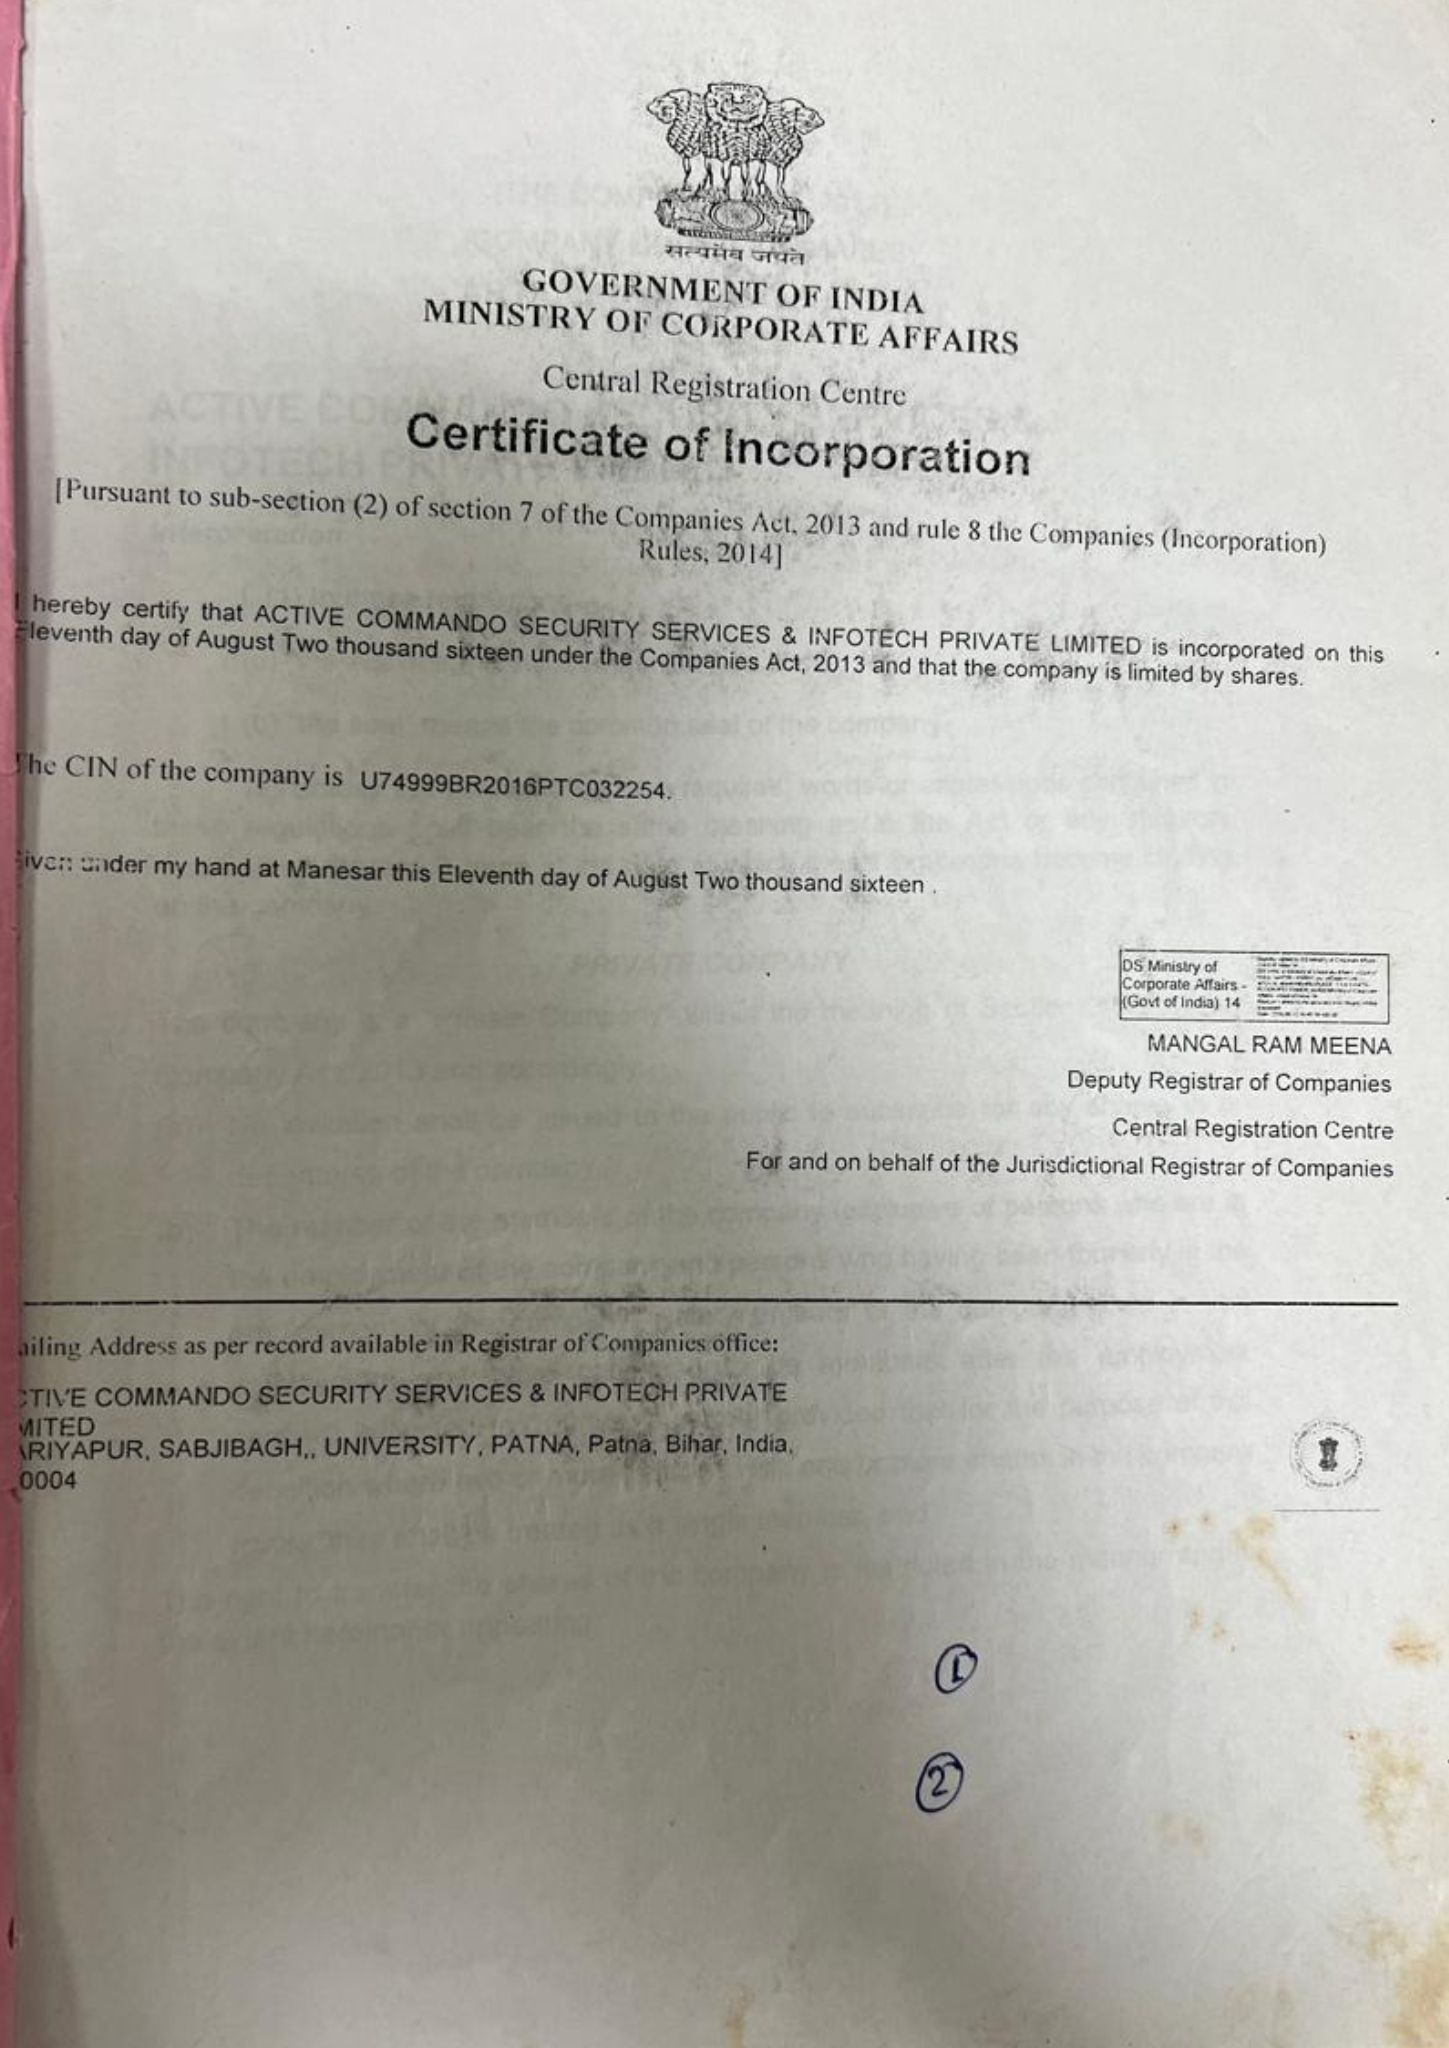 सत्यमेव जयते
GOVERNMENT OF INDIA
MINISTRY OF CORPORATE AFFAIRS
Central Registration Centre
Certificate of Incorporation
[Pursuant to sub-section (2) of section 7 of the Companies Act, 2013 and rule 8 the Companies (Incorporation)
Rules, 2014]
I hereby certify that ACTIVE COMMANDO SECURITY SERVICES & INFOTECH PRIVATE LIMITED is incorporated on this
Eleventh day of August Two thousand sixteen under the Companies Act, 2013 and that the company is limited by shares.
The CIN of the company is U74999BR2016PTC032254.
iven under my hand at Manesar this Eleventh day of August Two thousand sixteen .
DS Ministry of
Corporate Affairs -
(Govt of India) 14
MANGAL RAM MEENA
Deputy Registrar of Companies
Central Registration Centre
For and on behalf of the Jurisdictional Registrar of Companies
ailing Address as per record available in Registrar of Companies office:
CTIVE COMMANDO SECURITY SERVICES & INFOTECH PRIVATE
MITED
ARIYAPUR, SABJIBAGH,, UNIVERSITY, PATNA, Patna, Bihar, India,
0004
1
2